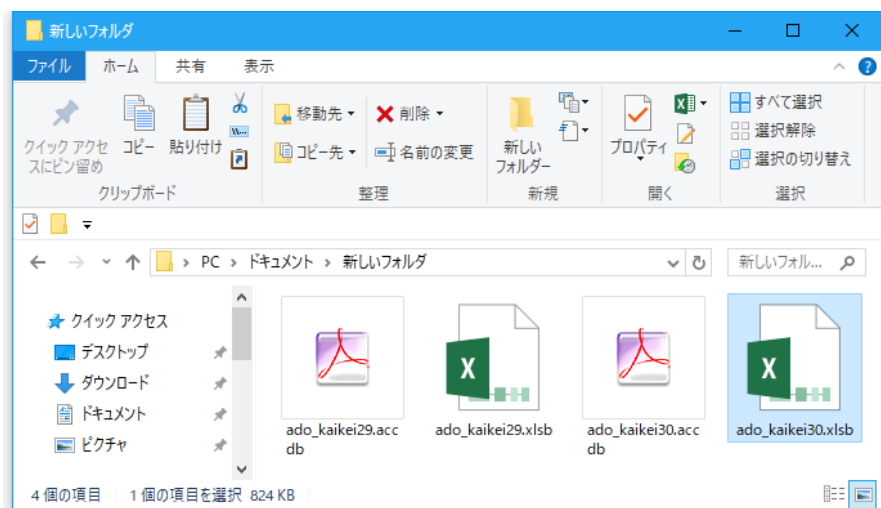 新しいフォルダ
ファイル ホーム 共有 表示
クイック アクセスにピン留め
コピー
貼り付け
移動先
コピー先
削除
名前の変更
新しいフォルダー
プロパティ
すべて選択
選択解除
選択の切り替え
クリップボード 整理 新規 開く 選択
PC › ドキュメント › 新しいフォルダ
新しいフォル...
クイック アクセス
デスクトップ
ダウンロード
ドキュメント
ピクチャ
ado_kaikei29.accdb
ado_kaikei29.xlsb
ado_kaikei30.accdb
ado_kaikei30.xlsb
4 個の項目 1 個の項目を選択 824 KB